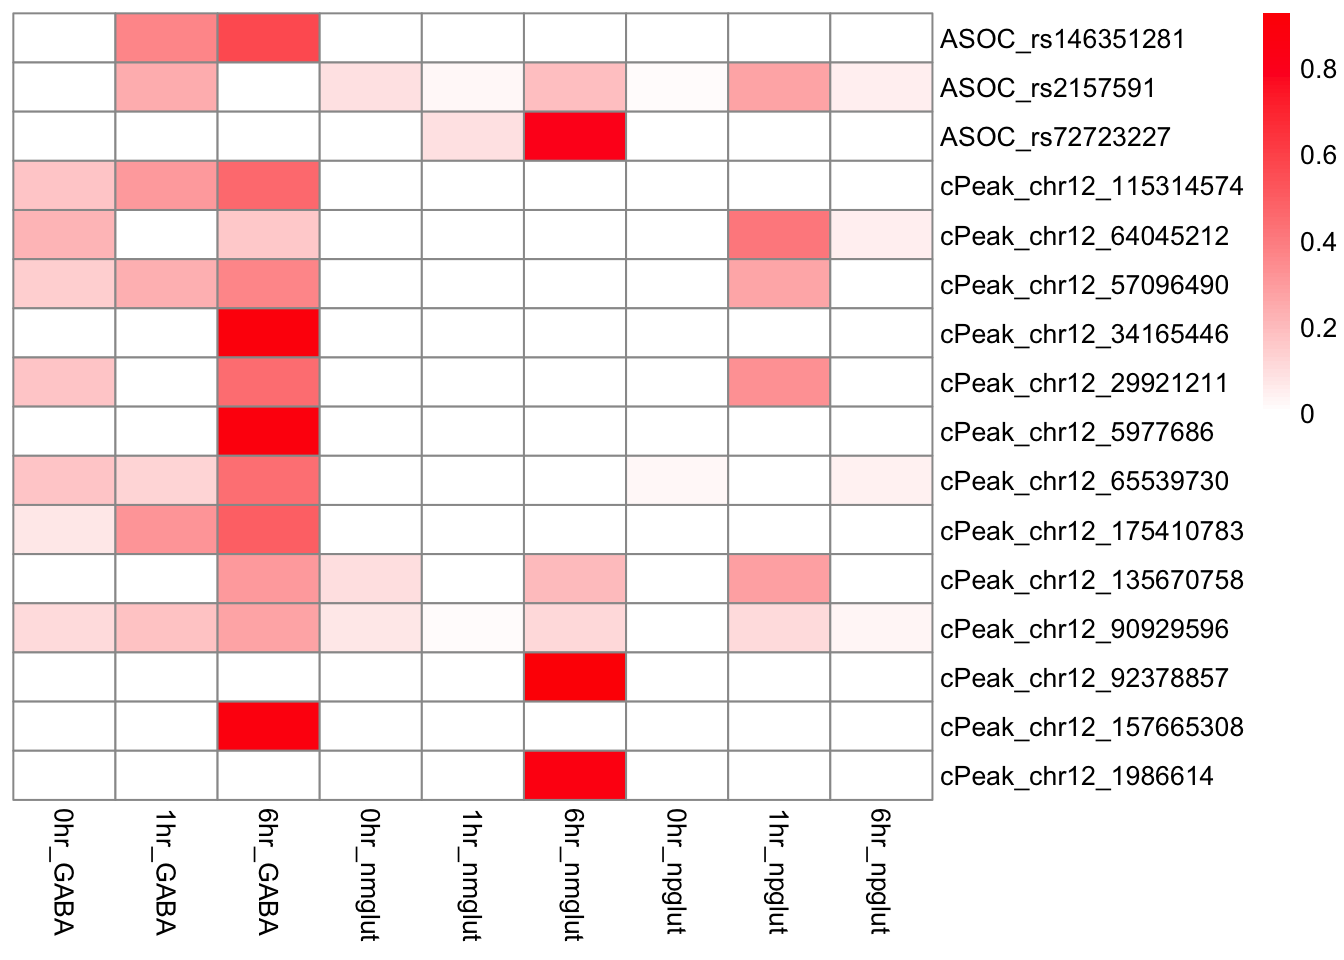 ASOC_rs146351281
ASOC_rs2157591
ASOC_rs72723227
cPeak_chr12_115314574
cPeak_chr12_64045212
cPeak_chr12_57096490
cPeak_chr12_34165446
cPeak_chr12_29921211
cPeak_chr12_5977686
cPeak_chr12_65539730
cPeak_chr12_175410783
cPeak_chr12_135670758
cPeak_chr12_90929596
cPeak_chr12_92378857
cPeak_chr12_157665308
cPeak_chr12_1986614
0.8
0.6
0.4
0.2
0
0hr_GABA
1hr_GABA
6hr_GABA
0hr_nmglut
1hr_nmglut
6hr_nmglut
0hr_npglut
1hr_npglut
6hr_npglut